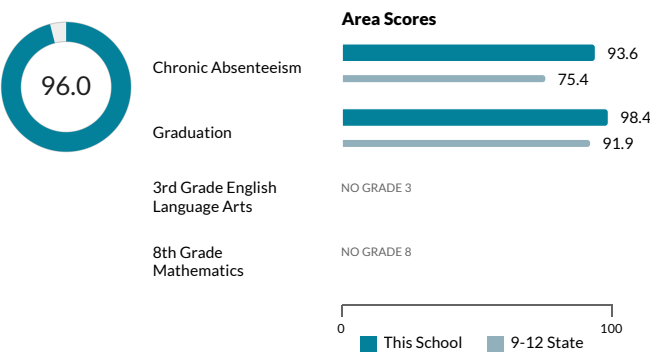 Area Scores
96.0
Chronic Absenteeism
93.6
75.4
Graduation
98.4
91.9
3rd Grade English
Language Arts
NO GRADE 3
8th Grade
Mathematics
NO GRADE 8
0
100
This School
9-12 State